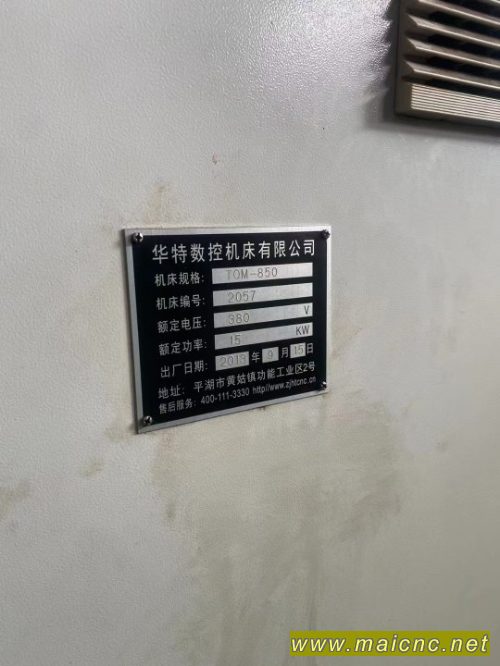 华特数控机床有限公司
机床规格: TOM-850
机床编号: 2057
额定电压: 380 V
额定功率: 15 KW
出厂日期: 2013 年 9 月 15 日
地址: 平湖市黄姑镇功能工业区2号
售后服务: 400-111-3330 http://www.zjhtcnc.cn
www.maicnc.net